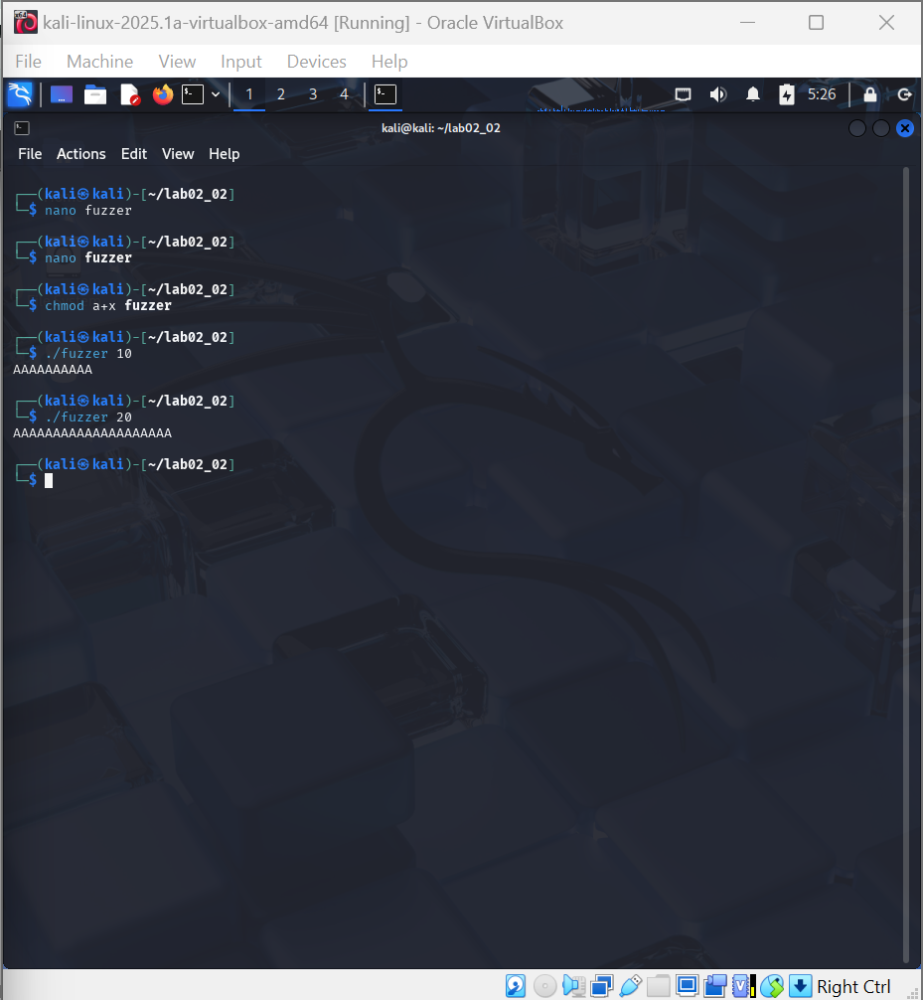 kali-linux-2025.1a-virtualbox-amd64 [Running] - Oracle VirtualBox
File Machine View Input Devices Help
1 2 3 4 5:26
kali@kali: ~/lab02_02
File Actions Edit View Help
┌──(kali㉿kali)-[~/lab02_02]
└─$ nano fuzzer
┌──(kali㉿kali)-[~/lab02_02]
└─$ nano fuzzer
┌──(kali㉿kali)-[~/lab02_02]
└─$ chmod a+x fuzzer
┌──(kali㉿kali)-[~/lab02_02]
└─$ ./fuzzer 10
AAAAAAAAAA
┌──(kali㉿kali)-[~/lab02_02]
└─$ ./fuzzer 20
AAAAAAAAAAAAAAAAAAAA
┌──(kali㉿kali)-[~/lab02_02]
└─$
Right Ctrl